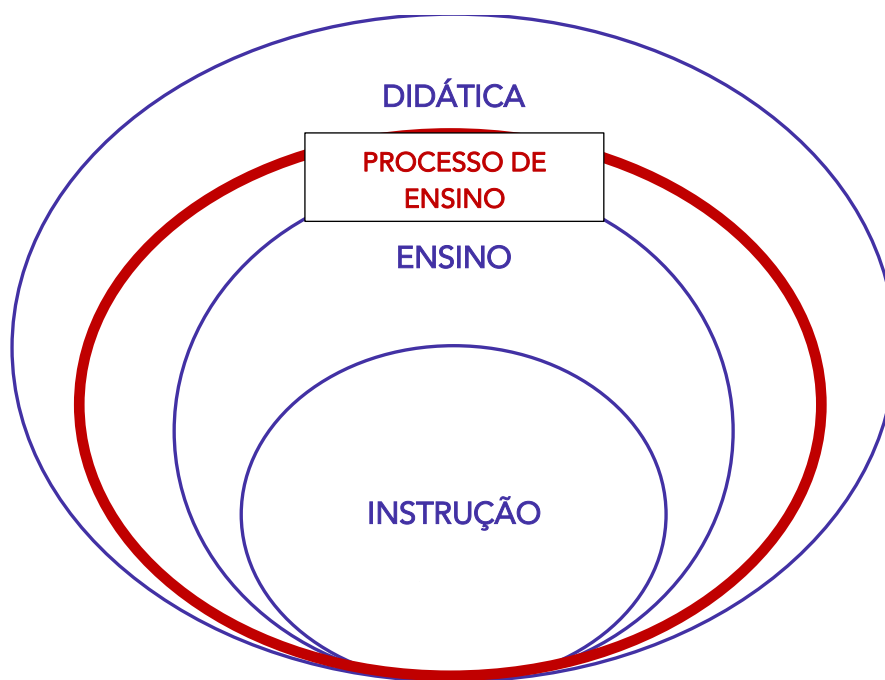 DIDÁTICA
PROCESSO DE
ENSINO
ENSINO
INSTRUÇÃO